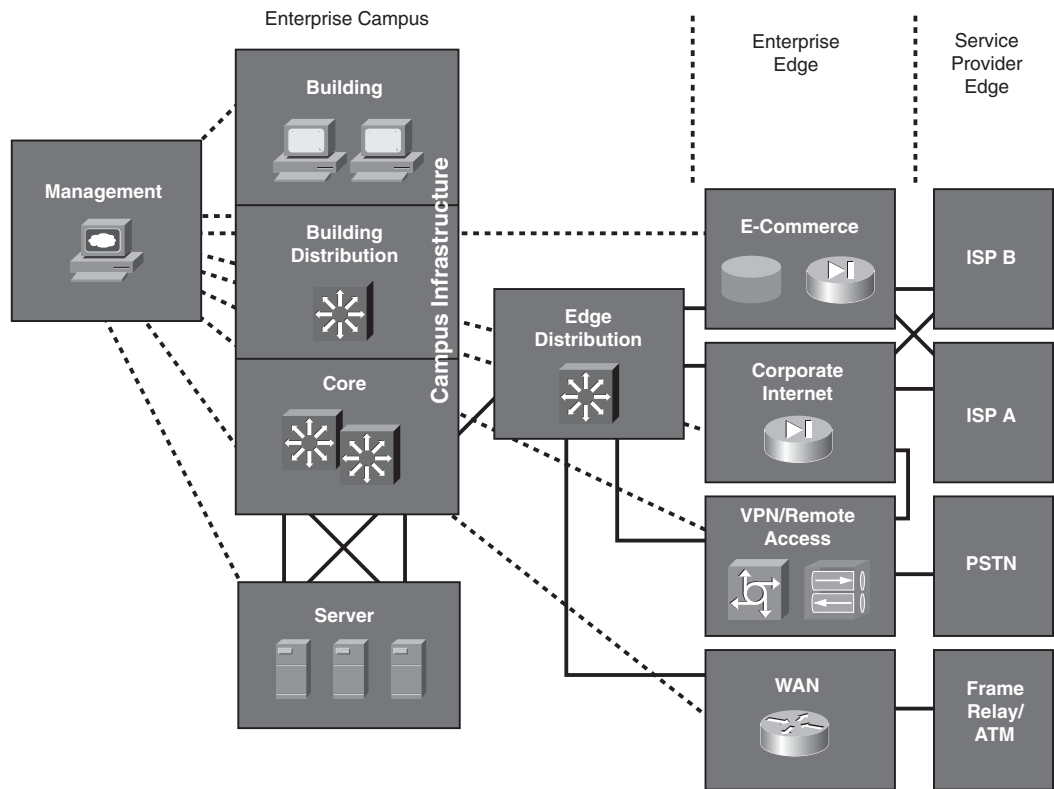 Enterprise Campus
Enterprise
Edge
Service
Provider
Edge
Building
Management
Building
Distribution
Campus Infrastructure
Core
Server
Edge
Distribution
E-Commerce
Corporate
Internet
VPN/Remote
Access
WAN
ISP B
ISP A
PSTN
Frame
Relay/
ATM